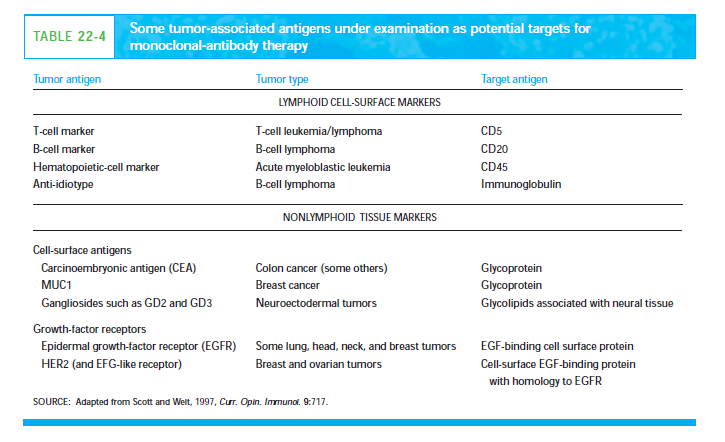 TABLE 22-4
Some tumor-associated antigens under examination as potential targets for
monoclonal-antibody therapy
Tumor antigen Tumor type Target antigen
LYMPHOID CELL-SURFACE MARKERS
T-cell marker T-cell leukemia/lymphoma CD5
B-cell marker B-cell lymphoma CD20
Hematopoietic-cell marker Acute myeloblastic leukemia CD45
Anti-idiotype B-cell lymphoma Immunoglobulin
NONLYMPHOID TISSUE MARKERS
Cell-surface antigens
Carcinoembryonic antigen (CEA) Colon cancer (some others) Glycoprotein
MUC1 Breast cancer Glycoprotein
Gangliosides such as GD2 and GD3 Neuroectodermal tumors Glycolipids associated with neural tissue
Growth-factor receptors
Epidermal growth-factor receptor (EGFR) Some lung, head, neck, and breast tumors EGF-binding cell surface protein
HER2 (and EFG-like receptor) Breast and ovarian tumors Cell-surface EGF-binding protein
with homology to EGFR
SOURCE: Adapted from Scott and Welt, 1997, Curr. Opin. Immunol. 9:717.